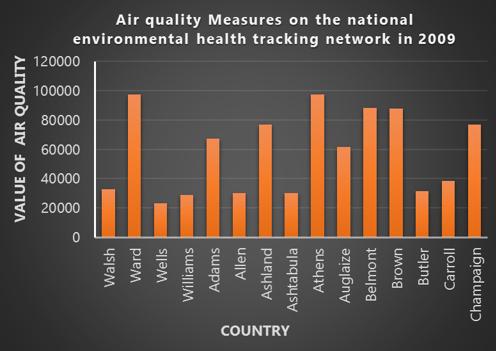 Air quality Measures on the national
environmental health tracking network in 2009
VALUE OF AIR QUALITY
120000
100000
80000
60000
40000
20000
0
Walsh
Ward
Wells
Williams
Adams
Allen
Ashland
Ashtabula
Athens
Auglaize
Belmont
Brown
Butler
Carroll
Champaign
COUNTRY